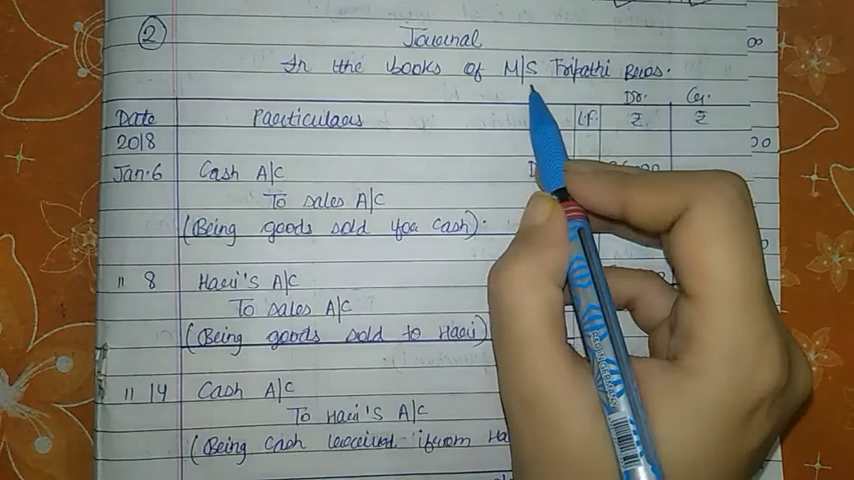 2
Journal
In the books of M/S Tripathi Bros.
Dr. Cr.
Date Particulars L.F. ₹ ₹
2018
Jan. 6 Cash A/C D
To sales A/C
(Being goods sold for cash).
" 8 Hari's A/C
To sales A/C
(Being goods sold to Hari)
" 14 Cash A/C
To Hari's A/C
(Being Cash received from Ha